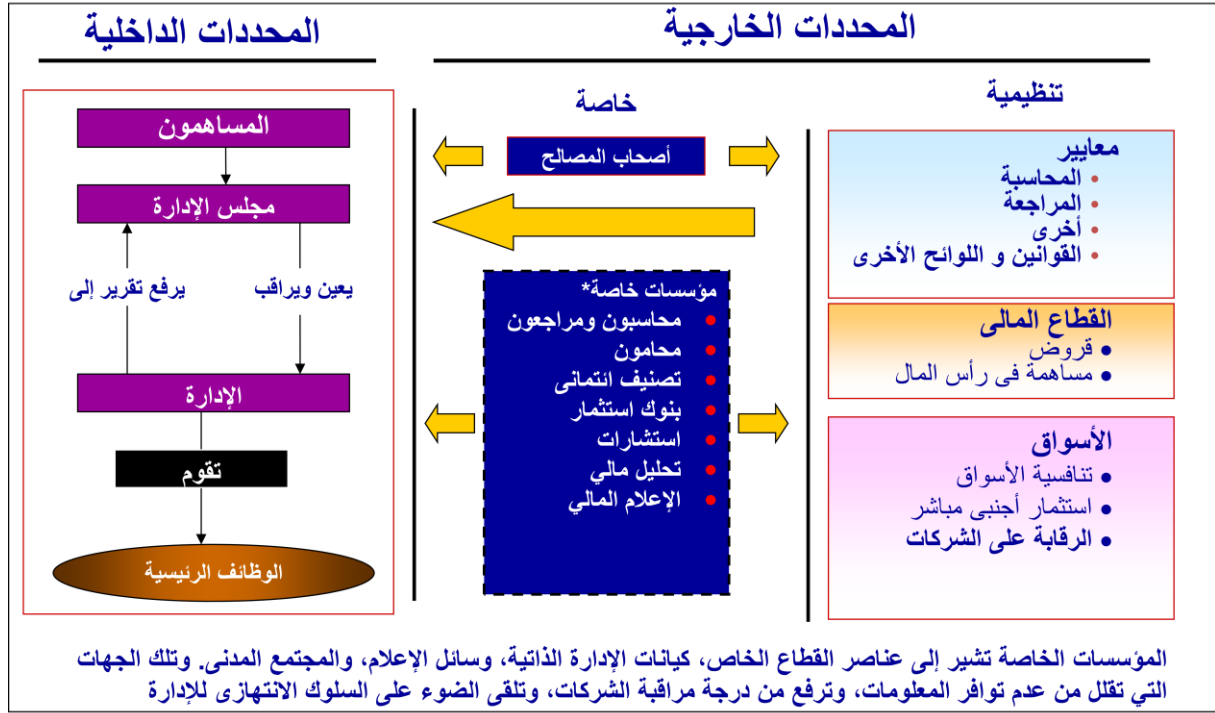 المحددات الخارجية
المحددات الداخلية
تنظيمية
خاصة
معايير
• المحاسبة
• المراجعة
• أخرى
• القوانين و اللوائح الأخرى
القطاع المالى
• قروض
• مساهمة فى رأس المال
الأسواق
• تنافسية الأسواق
• استثمار أجنبى مباشر
• الرقابة على الشركات
أصحاب المصالح
مؤسسات خاصة*
• محاسبون ومراجعون
• محامون
• تصنيف ائتمانى
• بنوك استثمار
• استشارات
• تحليل مالي
• الإعلام المالي
المساهمون
مجلس الإدارة
يعين ويراقب
يرفع تقرير إلى
الإدارة
تقوم
الوظائف الرئيسية
المؤسسات الخاصة تشير إلى عناصر القطاع الخاص، كيانات الإدارة الذاتية، وسائل الإعلام، والمجتمع المدنى. وتلك الجهات
التي تقلل من عدم توافر المعلومات، وترفع من درجة مراقبة الشركات، وتلقى الضوء على السلوك الانتهازى للإدارة